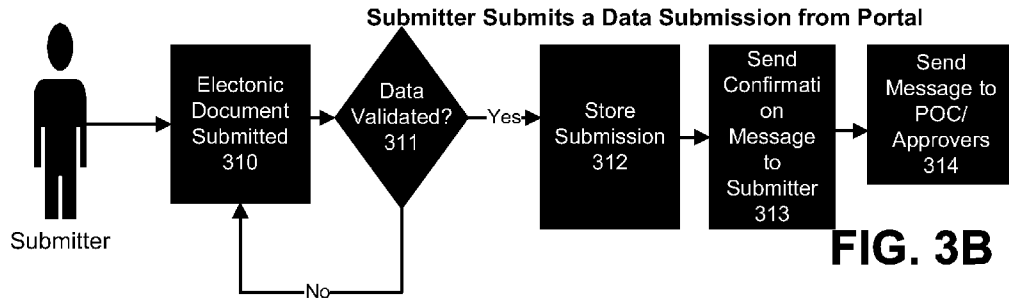 Submitter Submits a Data Submission from Portal
Submitter
Electonic
Document
Submitted
310
Data
Validated?
311
Yes
No
Store
Submission
312
Send
Confirmati
on
Message
to
Submitter
313
Send
Message to
POC/
Approvers
314
FIG. 3B